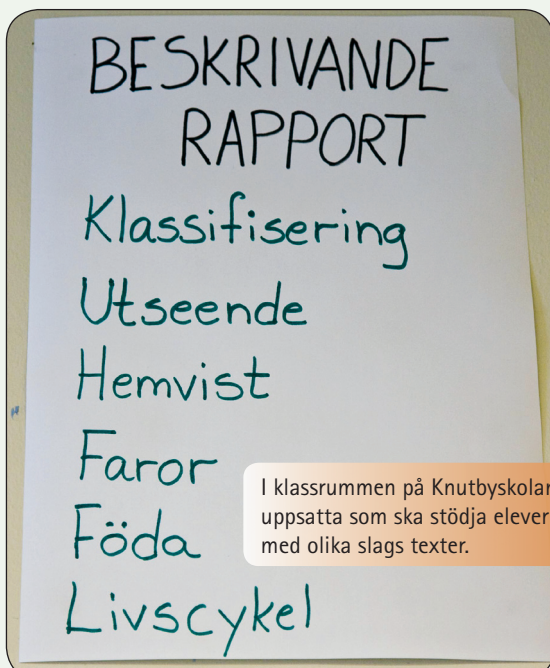 BESKRIVANDE
RAPPORT
Klassifisering
Utseende
Hemvist
Faror
Föda
Livscykel
I klassrummen på Knutbyskolan
uppsatta som ska stödja elever
med olika slags texter.